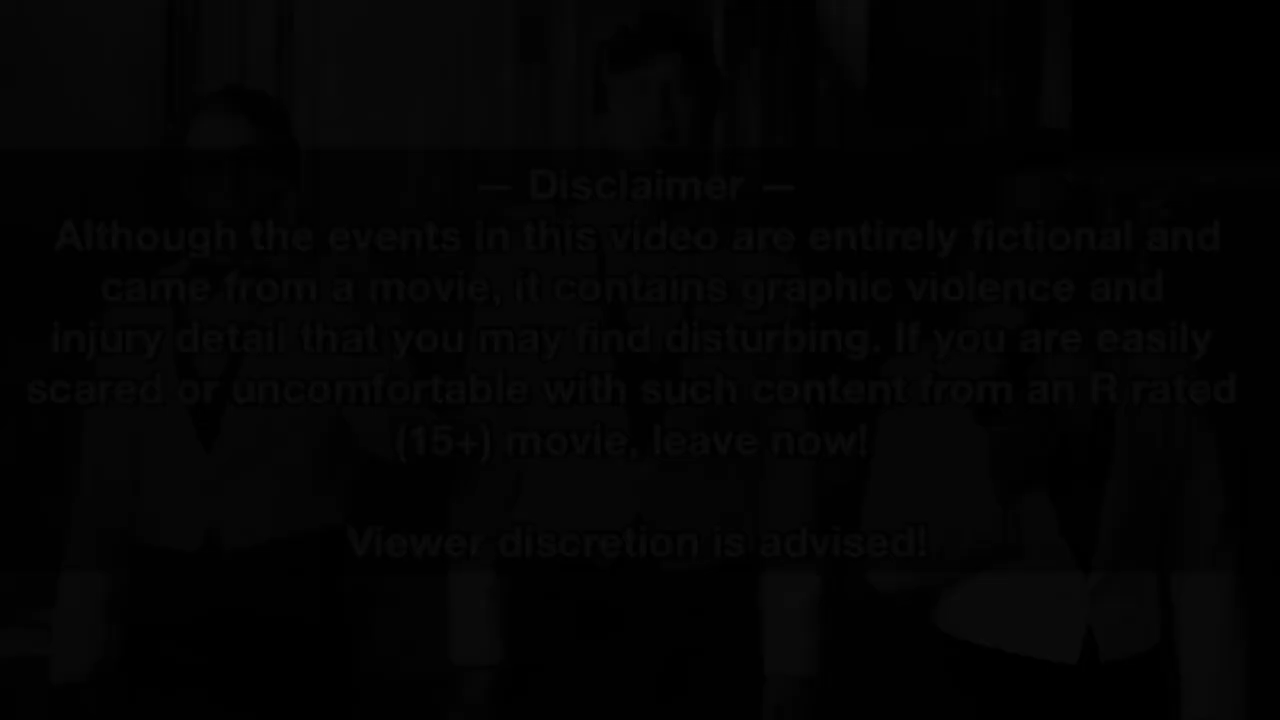 — Disclaimer —
Although the events in this video are entirely fictional and
came from a movie, it contains graphic violence and
injury detail that you may find disturbing. If you are easily
scared or uncomfortable with such content from an R rated
(15+) movie, leave now!
Viewer discretion is advised!